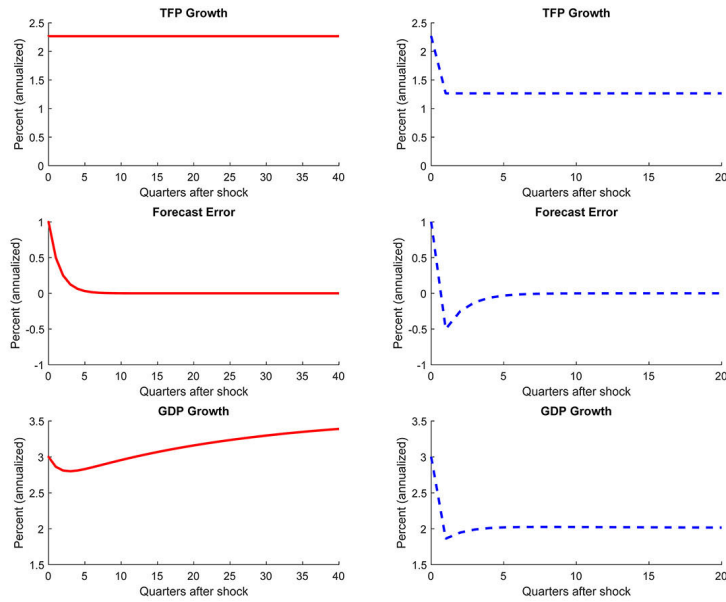 TFP Growth
Percent (annualized)
2.5
2
1.5
1
0.5
0
0 5 10 15 20 25 30 35 40
Quarters after shock
TFP Growth
Percent (annualized)
2.5
2
1.5
1
0.5
0
0 5 10 15 20
Quarters after shock
Forecast Error
Percent (annualized)
1
0.5
0
-0.5
-1
0 5 10 15 20 25 30 35 40
Quarters after shock
Forecast Error
Percent (annualized)
1
0.5
0
-0.5
-1
0 5 10 15 20
Quarters after shock
GDP Growth
Percent (annualized)
3.5
3
2.5
2
1.5
0 5 10 15 20 25 30 35 40
Quarters after shock
GDP Growth
Percent (annualized)
3.5
3
2.5
2
1.5
0 5 10 15 20
Quarters after shock